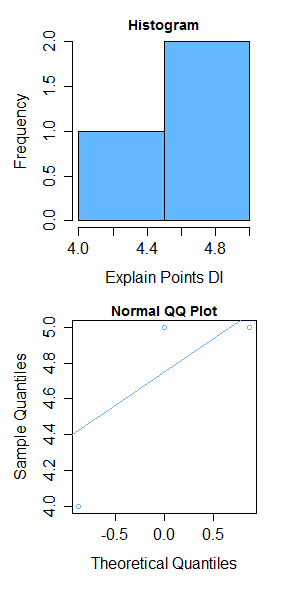 Histogram
Frequency
0.0 0.5 1.0 1.5 2.0
4.0 4.4 4.8
Explain Points DI
Normal QQ Plot
Sample Quantiles
4.0 4.2 4.4 4.6 4.8 5.0
-0.5 0.0 0.5
Theoretical Quantiles